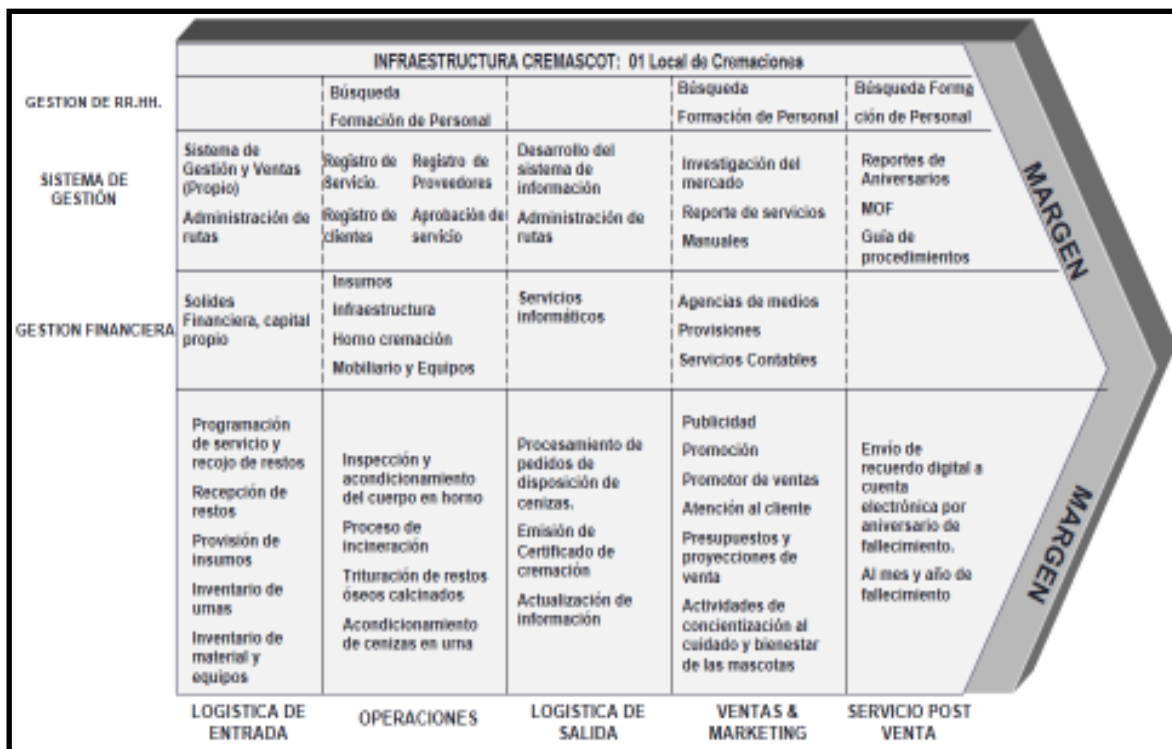 INFRAESTRUCTURA CREMASCOT: 01 Local de Cremaciones
GESTION DE RR.HH.
Búsqueda
Formación de Personal
Búsqueda
Formación de Personal
Búsqueda Forma
ción de Personal
SISTEMA DE
GESTIÓN
Sistema de
Gestión y Ventas
(Propio)
Administración de
rutas
Registro de
Servicio.
Registro de
Proveedores
Registro de
clientes
Aprobación de
servicio
Desarrollo del
sistema de
información
Administración de
rutas
Investigación del
mercado
Reporte de servicios
Manuales
Reportes de
Aniversarios
MOF
Guía de
procedimientos
GESTION FINANCIERA
Solides
Financiera, capital
propio
Insumos
Infraestructura
Horno cremación
Mobiliario y Equipos
Servicios
informáticos
Agencias de medios
Provisiones
Servicios Contables
Programación
de servicio y
recojo de restos
Recepción de
restos
Provisión de
insumos
Inventario de
urnas
Inventario de
material y
equipos
Inspección y
acondicionamiento
del cuerpo en horno
Proceso de
incineración
Trituración de restos
óseos calcinados
Acondicionamiento
de cenizas en urna
Procesamiento de
pedidos de
disposición de
cenizas.
Emisión de
Certificado de
cremación
Actualización de
información
Publicidad
Promoción
Promotor de ventas
Atención al cliente
Presupuestos y
proyecciones de
venta
Actividades de
concientización al
cuidado y bienestar
de las mascotas
Envío de
recuerdo digital a
cuenta
electrónica por
aniversario de
fallecimiento.
Al mes y año de
fallecimiento
MARGEN
MARGEN
LOGISTICA DE
ENTRADA
OPERACIONES
LOGISTICA DE
SALIDA
VENTAS &
MARKETING
SERVICIO POST
VENTA